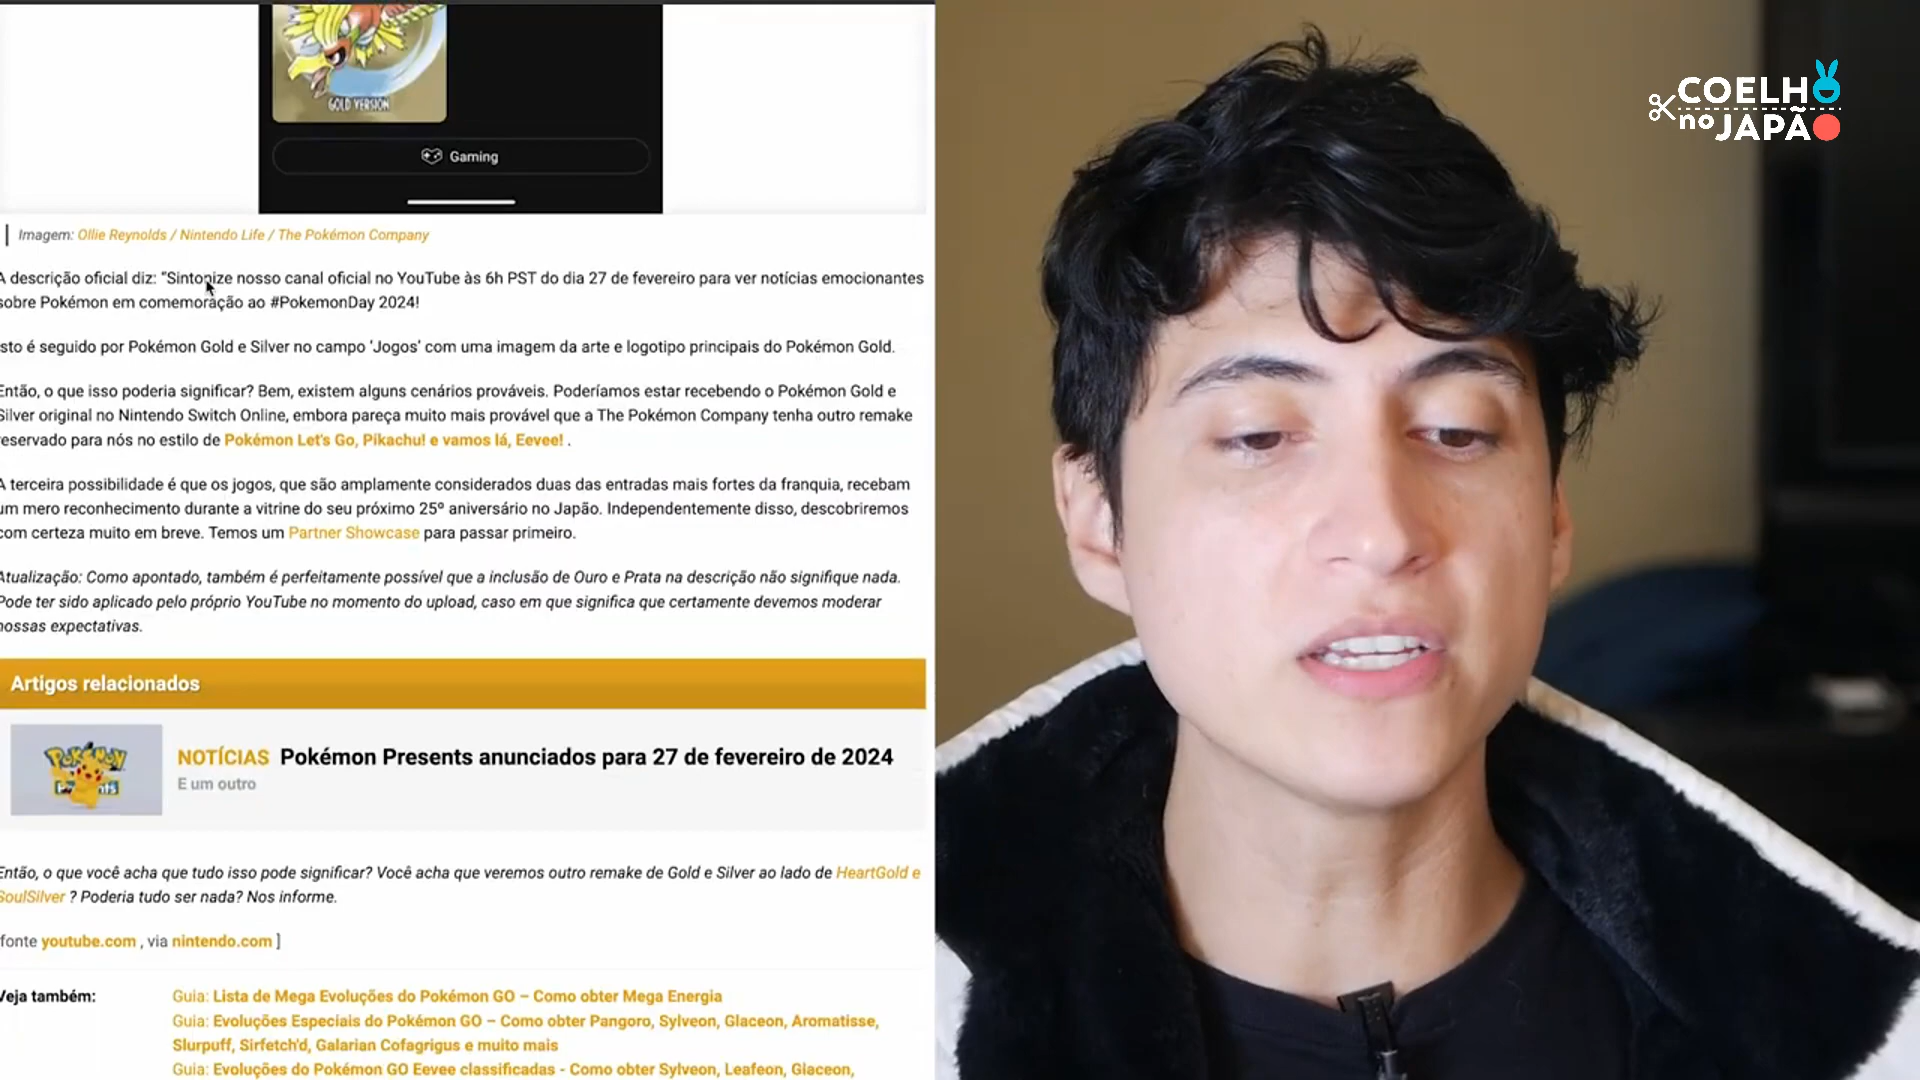 GOLD VERSION
Gaming
Imagem: Ollie Reynolds / Nintendo Life / The Pokémon Company
A descrição oficial diz: “Sintonize nosso canal oficial no YouTube às 6h PST do dia 27 de fevereiro para ver notícias emocionantes
sobre Pokémon em comemoração ao #PokemonDay 2024!
sto é seguido por Pokémon Gold e Silver no campo 'Jogos' com uma imagem da arte e logotipo principais do Pokémon Gold.
Então, o que isso poderia significar? Bem, existem alguns cenários prováveis. Poderíamos estar recebendo o Pokémon Gold e
Silver original no Nintendo Switch Online, embora pareça muito mais provável que a The Pokémon Company tenha outro remake
reservado para nós no estilo de Pokémon Let's Go, Pikachu! e vamos lá, Eevee! .
A terceira possibilidade é que os jogos, que são amplamente considerados duas das entradas mais fortes da franquia, recebam
um mero reconhecimento durante a vitrine do seu próximo 25º aniversário no Japão. Independentemente disso, descobriremos
com certeza muito em breve. Temos um Partner Showcase para passar primeiro.
Atualização: Como apontado, também é perfeitamente possível que a inclusão de Ouro e Prata na descrição não signifique nada.
Pode ter sido aplicado pelo próprio YouTube no momento do upload, caso em que significa que certamente devemos moderar
nossas expectativas.
Artigos relacionados
POKÉMON
NOTÍCIAS Pokémon Presents anunciados para 27 de fevereiro de 2024
E um outro
Então, o que você acha que tudo isso pode significar? Você acha que veremos outro remake de Gold e Silver ao lado de HeartGold e
SoulSilver ? Poderia tudo ser nada? Nos informe.
fonte youtube.com , via nintendo.com ]
Veja também:
Guia: Lista de Mega Evoluções do Pokémon GO – Como obter Mega Energia
Guia: Evoluções Especiais do Pokémon GO – Como obter Pangoro, Sylveon, Glaceon, Aromatisse,
Slurpuff, Sirfetch'd, Galarian Cofagrigus e muito mais
Guia: Evoluções do Pokémon GO Eevee classificadas - Como obter Sylveon, Leafeon, Glaceon,
COELHO
no JAPÃO